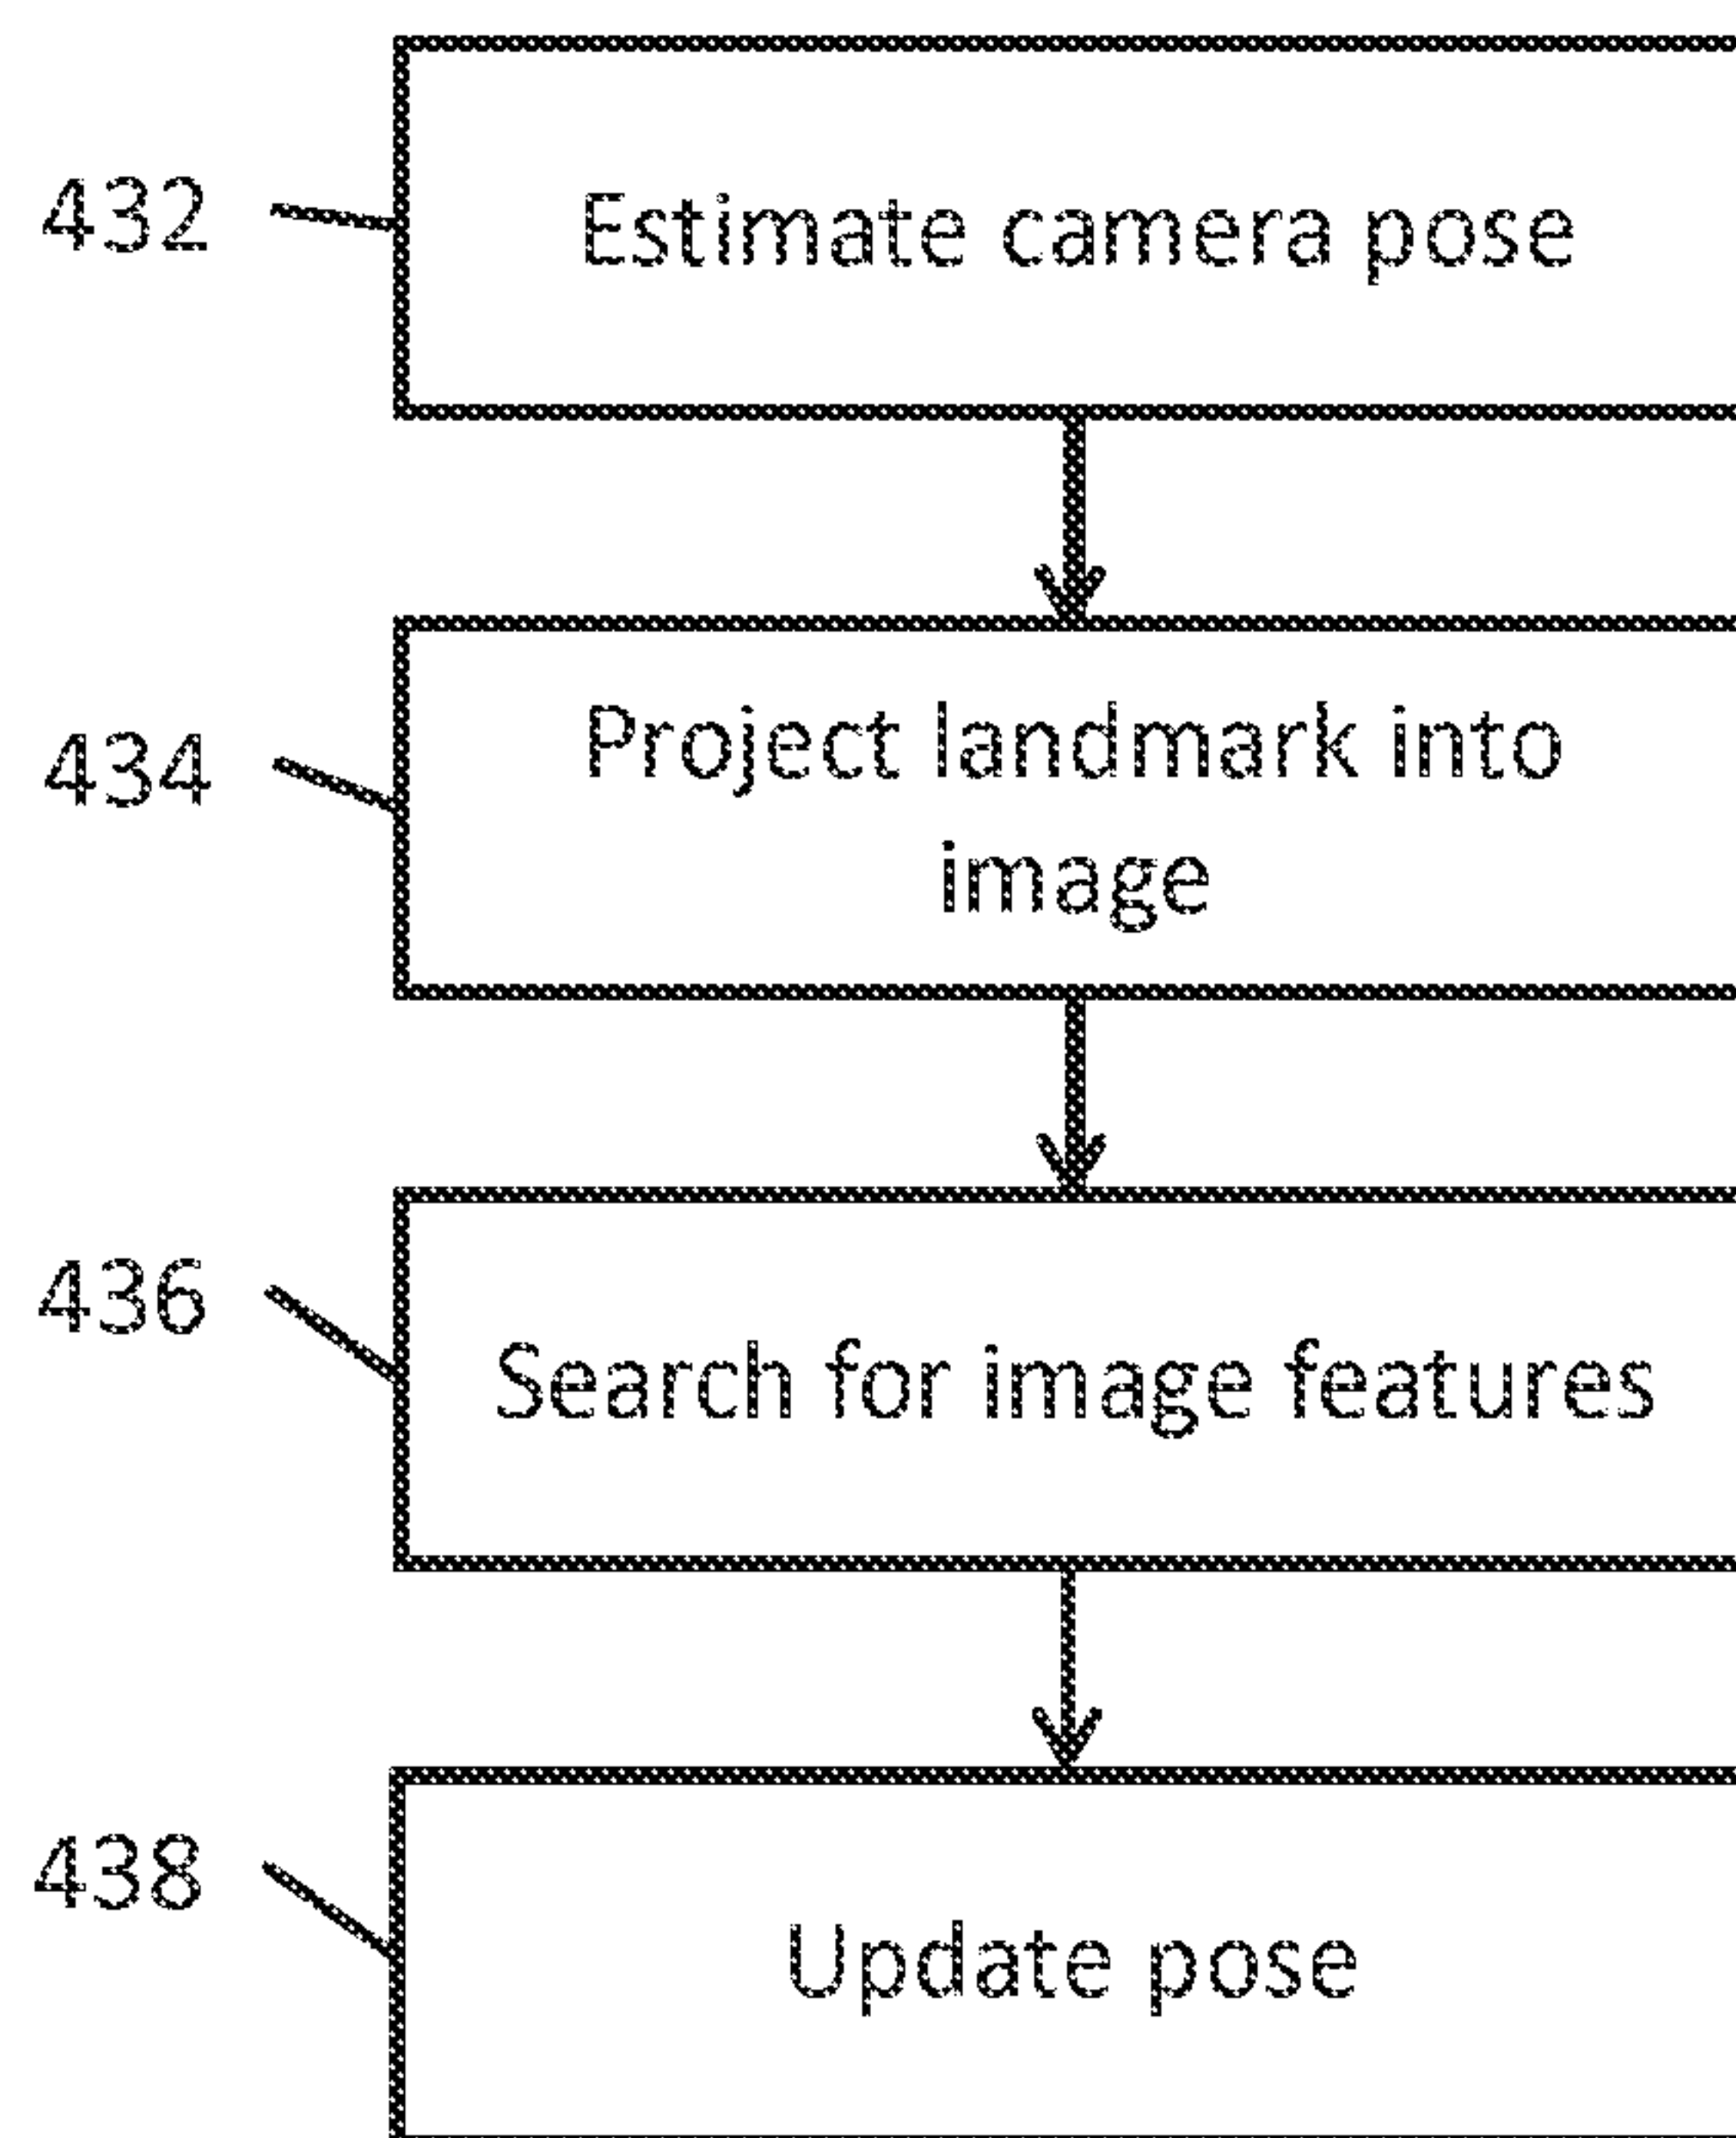 432
Estimate camera pose
434
Project landmark into
image
436
Search for image features
438
Update pose